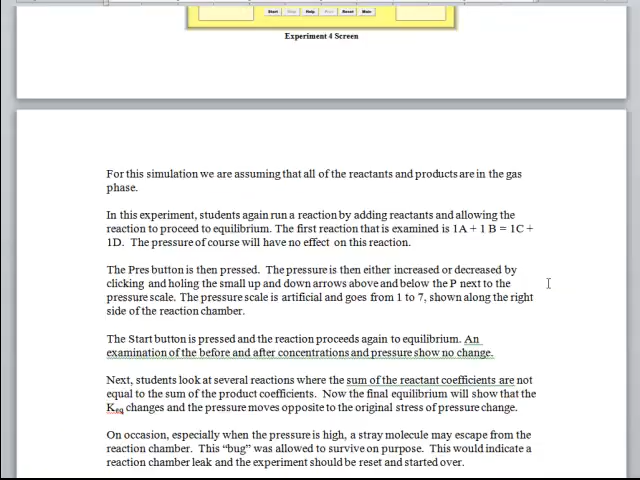 Start Help Reset Main
Experiment 4 Screen
For this simulation we are assuming that all of the reactants and products are in the gas
phase.
In this experiment, students again run a reaction by adding reactants and allowing the
reaction to proceed to equilibrium. The first reaction that is examined is 1A + 1 B = 1C +
1D. The pressure of course will have no effect on this reaction.
The Pres button is then pressed. The pressure is then either increased or decreased by
clicking and holing the small up and down arrows above and below the P next to the
pressure scale. The pressure scale is artificial and goes from 1 to 7, shown along the right
side of the reaction chamber.
The Start button is pressed and the reaction proceeds again to equilibrium. An
examination of the before and after concentrations and pressure show no change.
Next, students look at several reactions where the sum of the reactant coefficients are not
equal to the sum of the product coefficients. Now the final equilibrium will show that the
Keq changes and the pressure moves opposite to the original stress of pressure change.
On occasion, especially when the pressure is high, a stray molecule may escape from the
reaction chamber. This “bug” was allowed to survive on purpose. This would indicate a
reaction chamber leak and the experiment should be reset and started over.